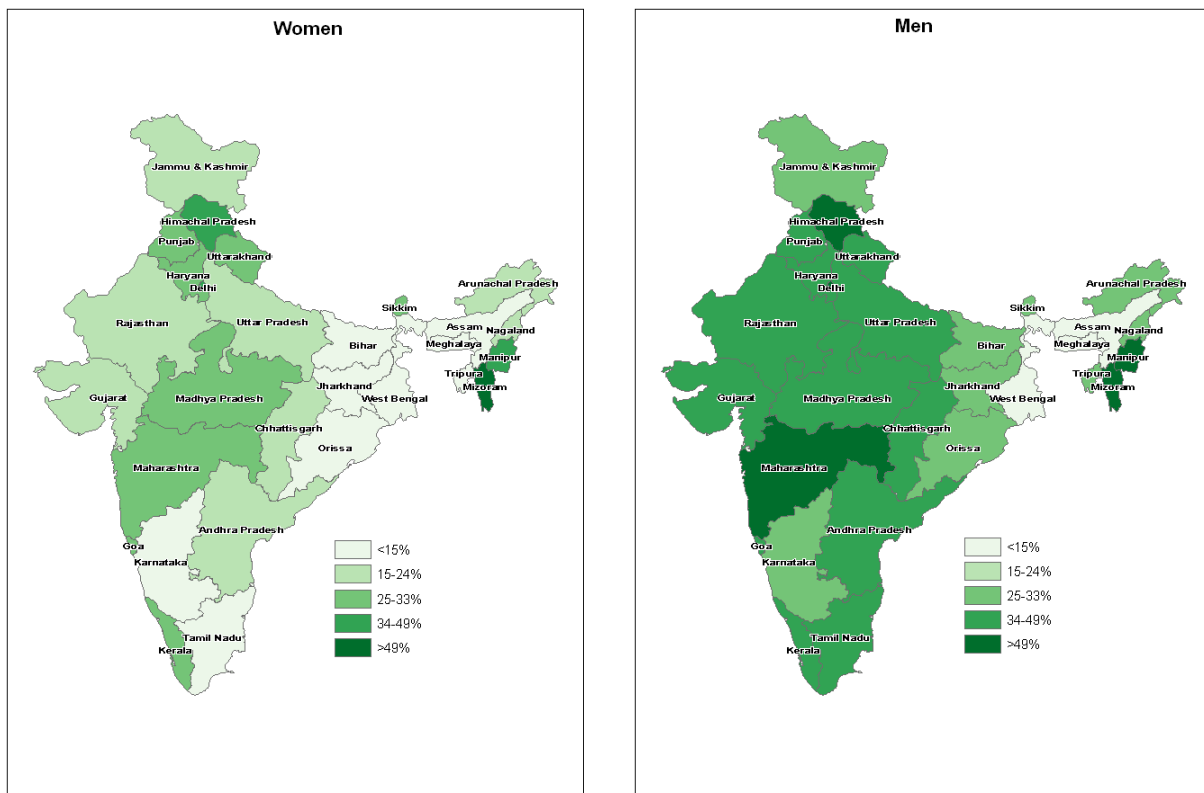 Women
Jammu & Kashmir
Himachal Pradesh
Punjab
Uttarakhand
Haryana
Delhi
Arunachal Pradesh
Sikkim
Rajasthan
Uttar Pradesh
Assam
Nagaland
Bihar
Meghalaya
Manipur
Tripura
Jharkhand
Mizoram
Gujarat
Madhya Pradesh
West Bengal
Chhattisgarh
Orissa
Maharashtra
Andhra Pradesh
Goa
Karnataka
Tamil Nadu
Kerala
<15%
15-24%
25-33%
34-49%
>49%
Men
Jammu & Kashmir
Himachal Pradesh
Punjab
Uttarakhand
Haryana
Delhi
Arunachal Pradesh
Sikkim
Rajasthan
Uttar Pradesh
Assam
Nagaland
Bihar
Meghalaya
Manipur
Tripura
Jharkhand
Mizoram
Gujarat
Madhya Pradesh
West Bengal
Chhattisgarh
Orissa
Maharashtra
Andhra Pradesh
Goa
Karnataka
Tamil Nadu
Kerala
<15%
15-24%
25-33%
34-49%
>49%